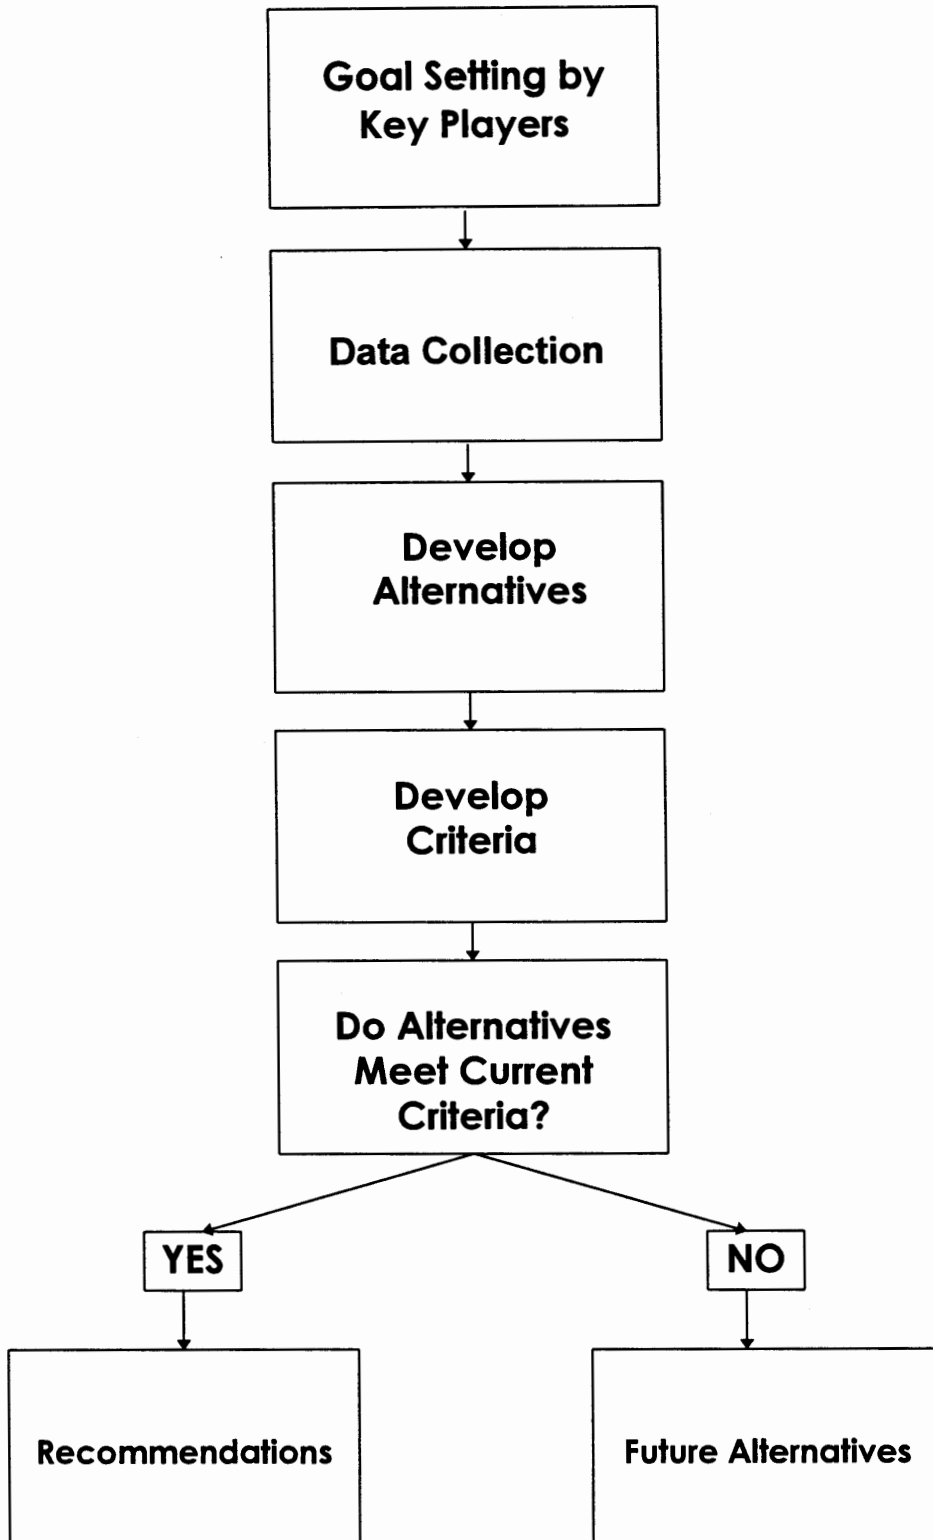 Goal Setting by
Key Players
Data Collection
Develop
Alternatives
Develop
Criteria
Do Alternatives
Meet Current
Criteria?
YES
NO
Recommendations
Future Alternatives